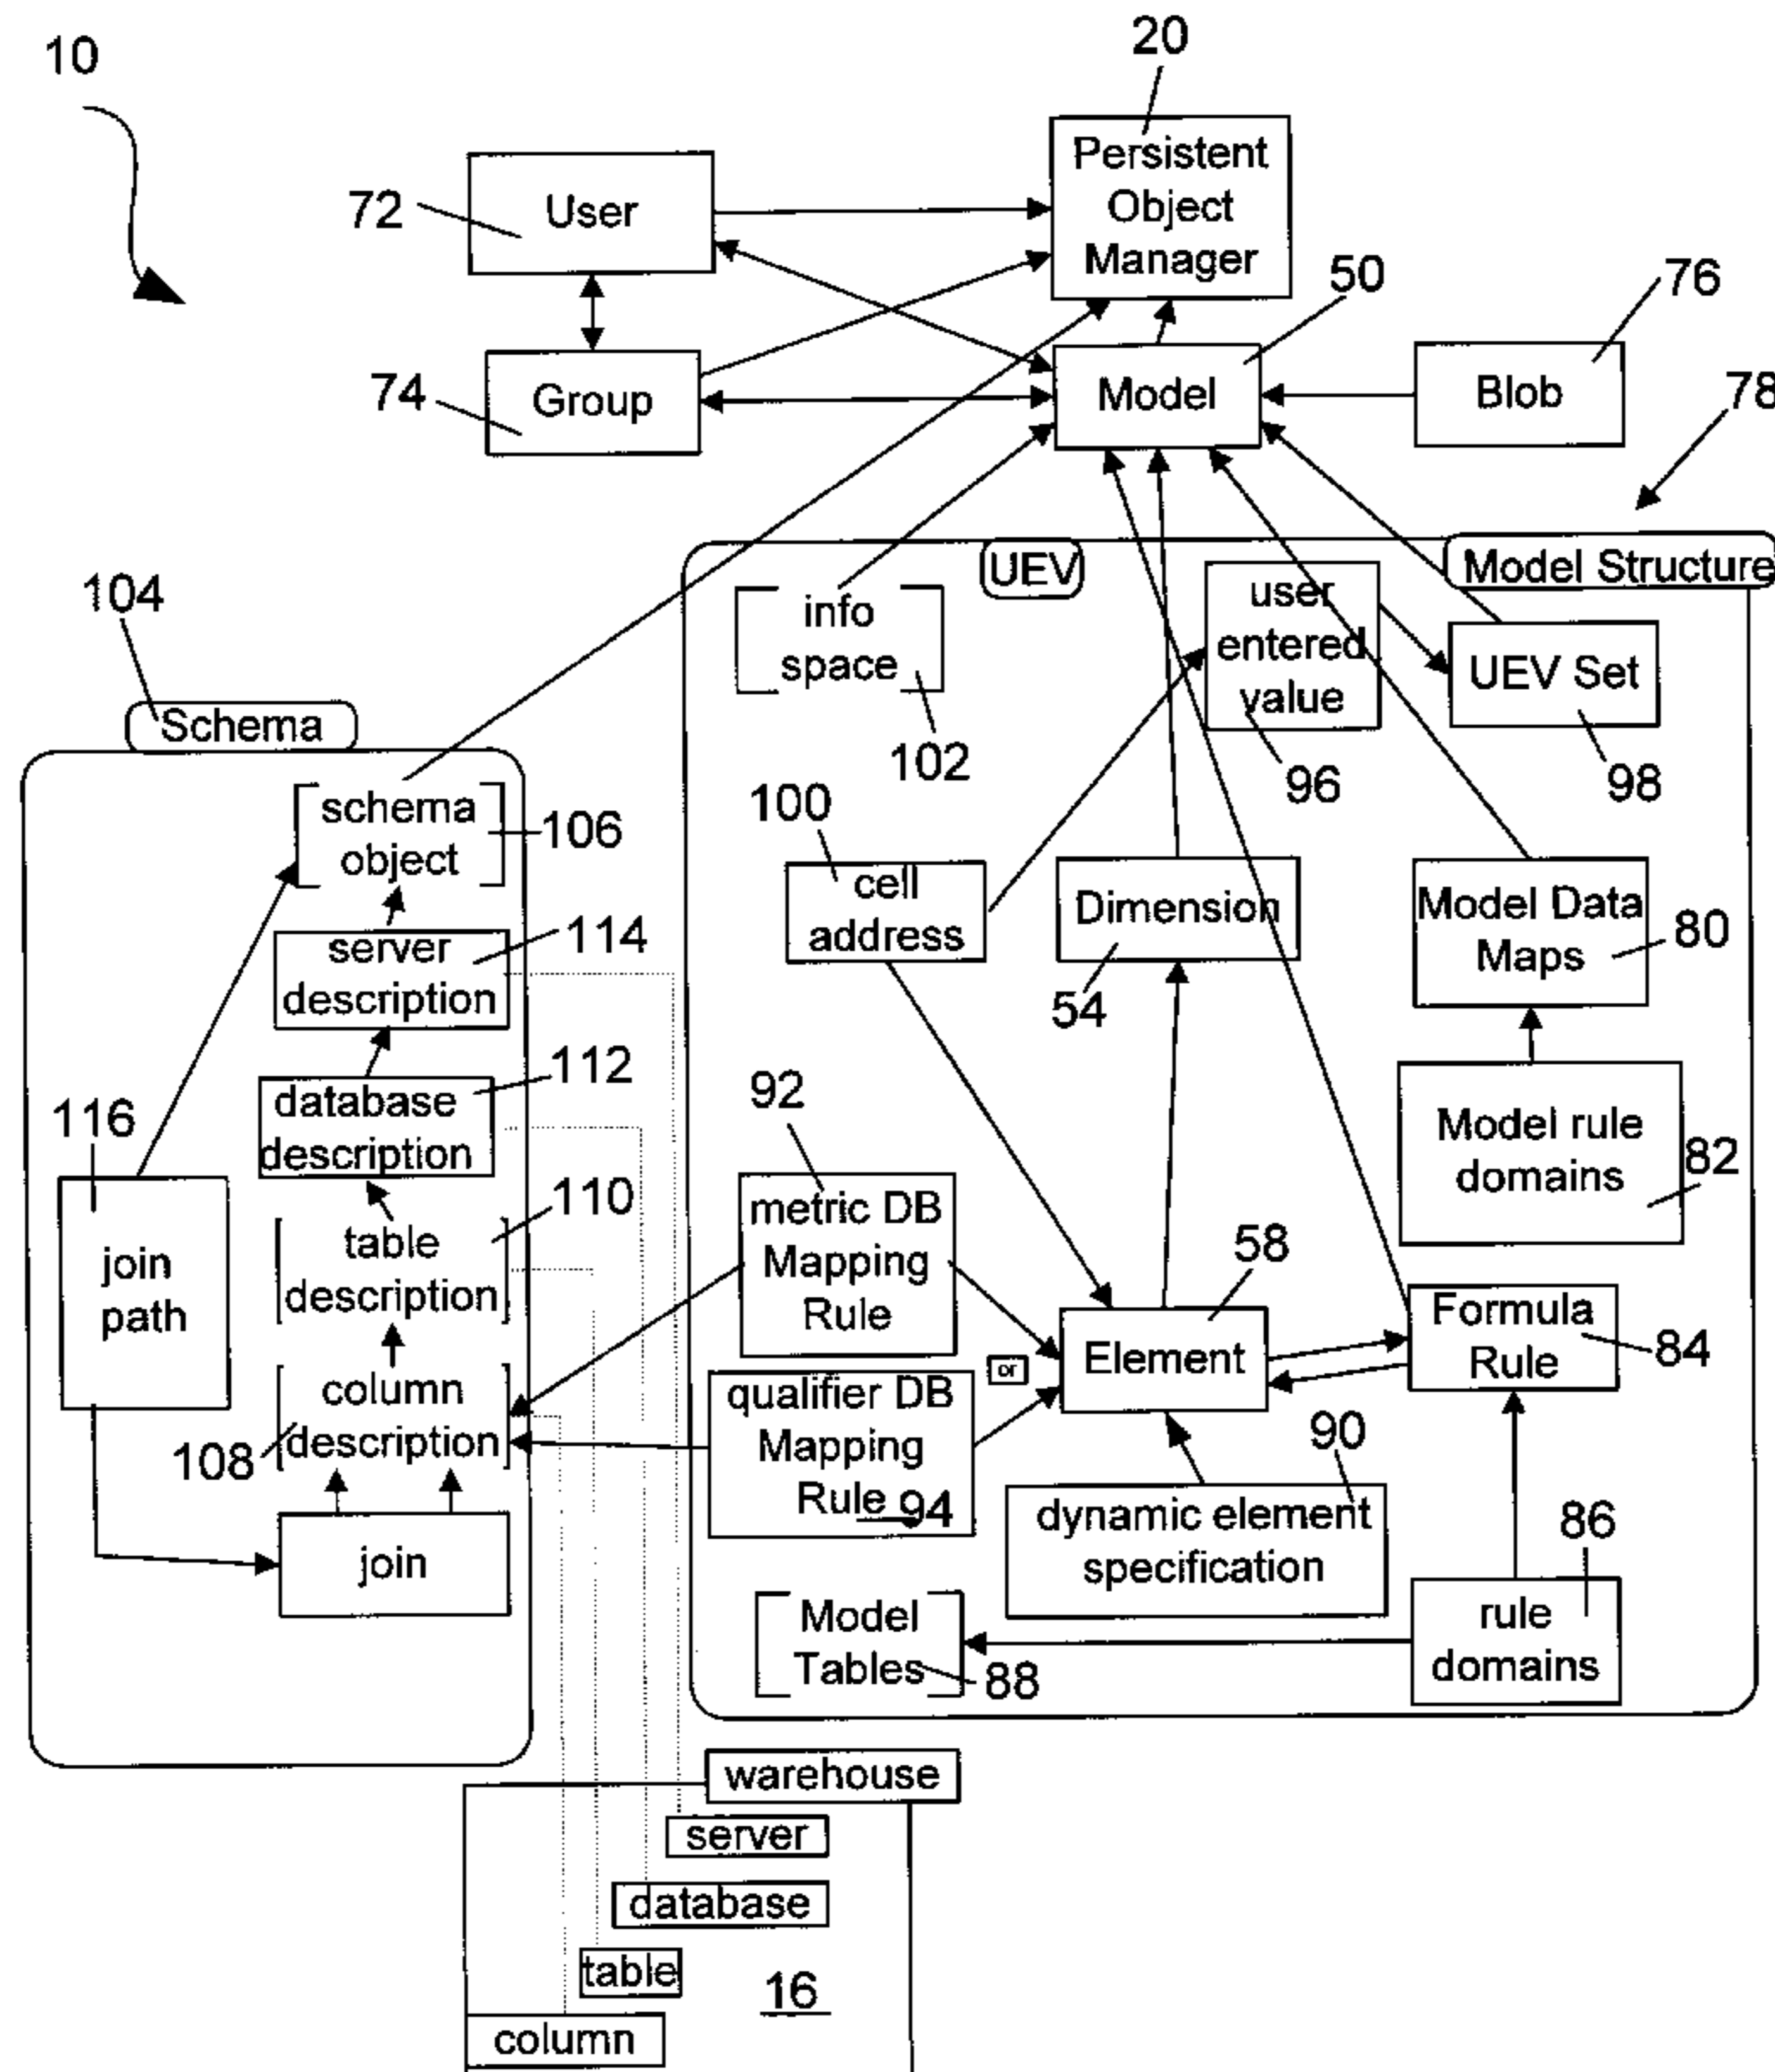 10
20
Persistent
Object
Manager
72
User
50
76
74
Group
Model
Blob
78
UEV
Model Structure
info
space
102
user
entered
value
96
UEV Set
98
104
Schema
schema
object
106
100
cell
address
Dimension
54
Model Data
Maps
80
server
description
114
database
description
112
92
metric DB
Mapping
Rule
Model rule
domains
82
116
join
path
table
description
110
58
Element
Formula
Rule
84
column
description
108
qualifier DB
Mapping
Rule
94
or
90
dynamic element
specification
86
join
Model
Tables
88
rule
domains
warehouse
server
database
table
16
column